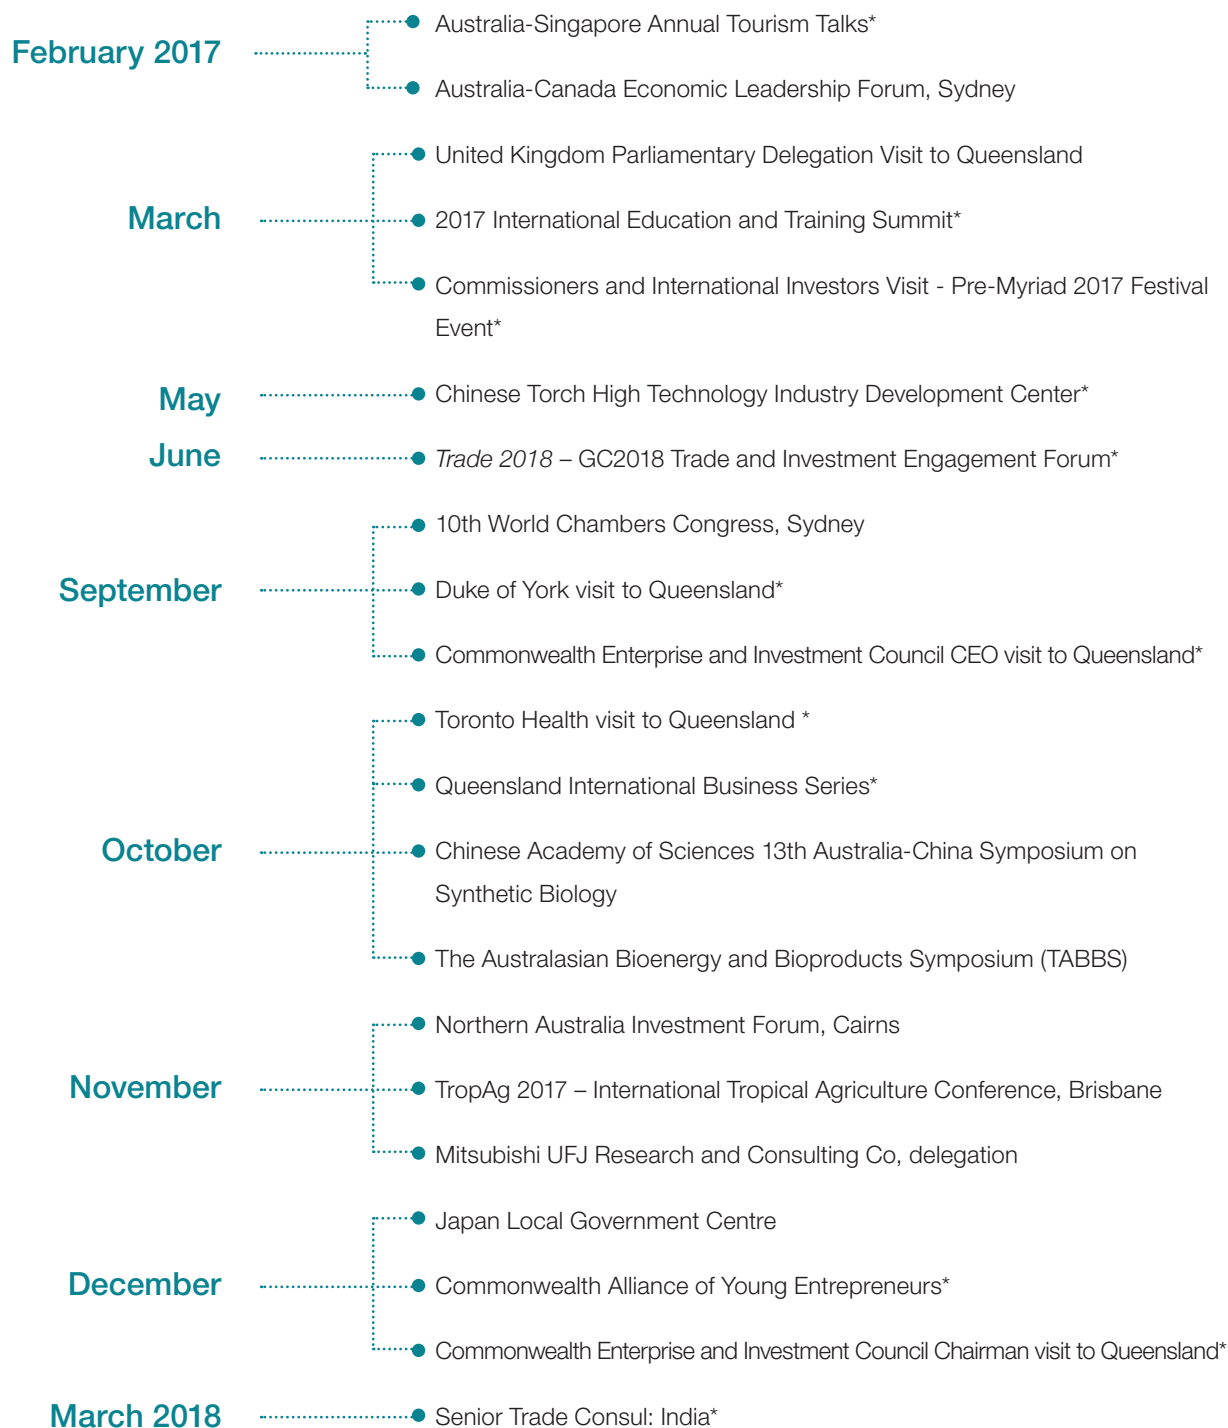 February 2017
Australia-Singapore Annual Tourism Talks*
Australia-Canada Economic Leadership Forum, Sydney
March
United Kingdom Parliamentary Delegation Visit to Queensland
2017 International Education and Training Summit*
Commissioners and International Investors Visit - Pre-Myriad 2017 Festival
Event*
May
Chinese Torch High Technology Industry Development Center*
June
Trade 2018 – GC2018 Trade and Investment Engagement Forum*
September
10th World Chambers Congress, Sydney
Duke of York visit to Queensland*
Commonwealth Enterprise and Investment Council CEO visit to Queensland*
October
Toronto Health visit to Queensland *
Queensland International Business Series*
Chinese Academy of Sciences 13th Australia-China Symposium on
Synthetic Biology
The Australasian Bioenergy and Bioproducts Symposium (TABBS)
November
Northern Australia Investment Forum, Cairns
TropAg 2017 – International Tropical Agriculture Conference, Brisbane
Mitsubishi UFJ Research and Consulting Co, delegation
December
Japan Local Government Centre
Commonwealth Alliance of Young Entrepreneurs*
Commonwealth Enterprise and Investment Council Chairman visit to Queensland*
March 2018
Senior Trade Consul: India*